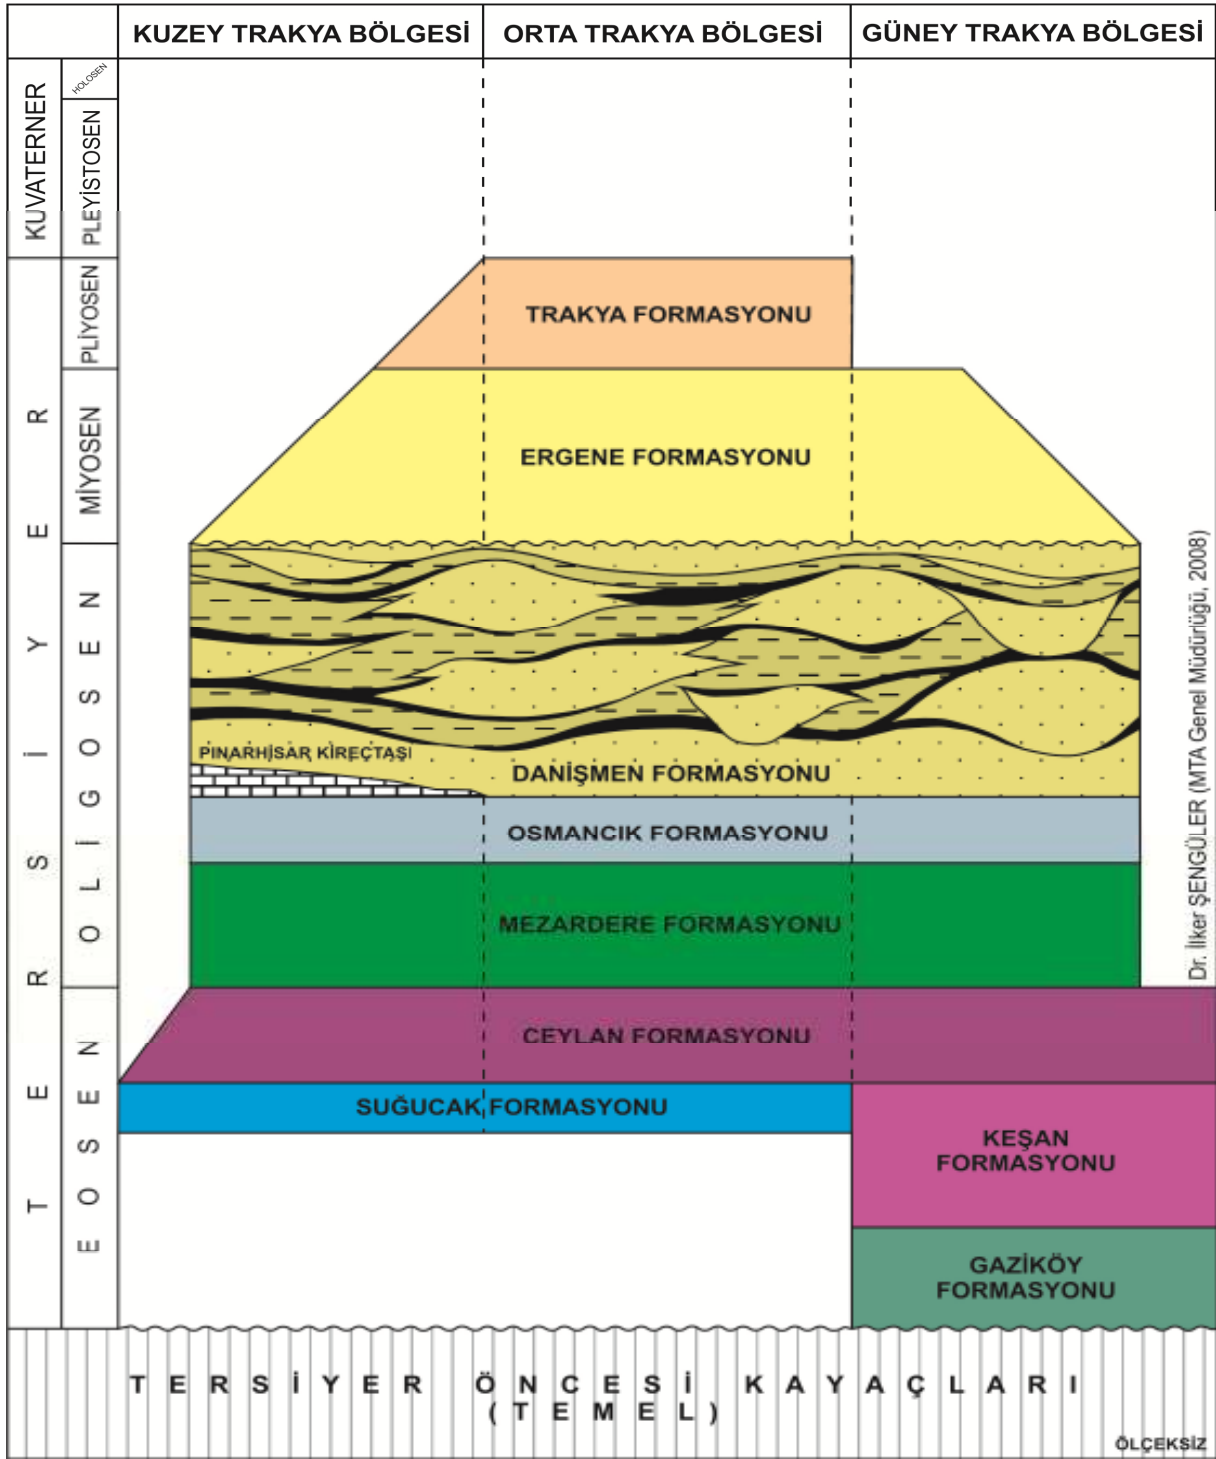 KUZEY TRAKYA BÖLGESİ
ORTA TRAKYA BÖLGESİ
GÜNEY TRAKYA BÖLGESİ
KUVATERNER
HOLOSEN
PLEYİSTOSEN
TERSİYER
PLİYOSEN
MİYOSEN
OLİGOSEN
EOSEN
TRAKYA FORMASYONU
ERGENE FORMASYONU
PINARHİSAR KİREÇTAŞI
DANİŞMEN FORMASYONU
OSMANCIK FORMASYONU
MEZARDERE FORMASYONU
CEYLAN FORMASYONU
SUĞUCAK FORMASYONU
KEŞAN
FORMASYONU
GAZİKÖY
FORMASYONU
TERSİYER ÖNCESİ KAYAÇLARI
(TEMEL)
ÖLÇEKSİZ
Dr. İlker ŞENGÜLER (MTA Genel Müdürlüğü, 2008)